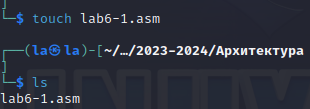 ]
└─$ touch lab6-1.asm
┌──(la㉿la)-[~/…/2023-2024/Архитектура
]
└─$ ls
lab6-1.asm